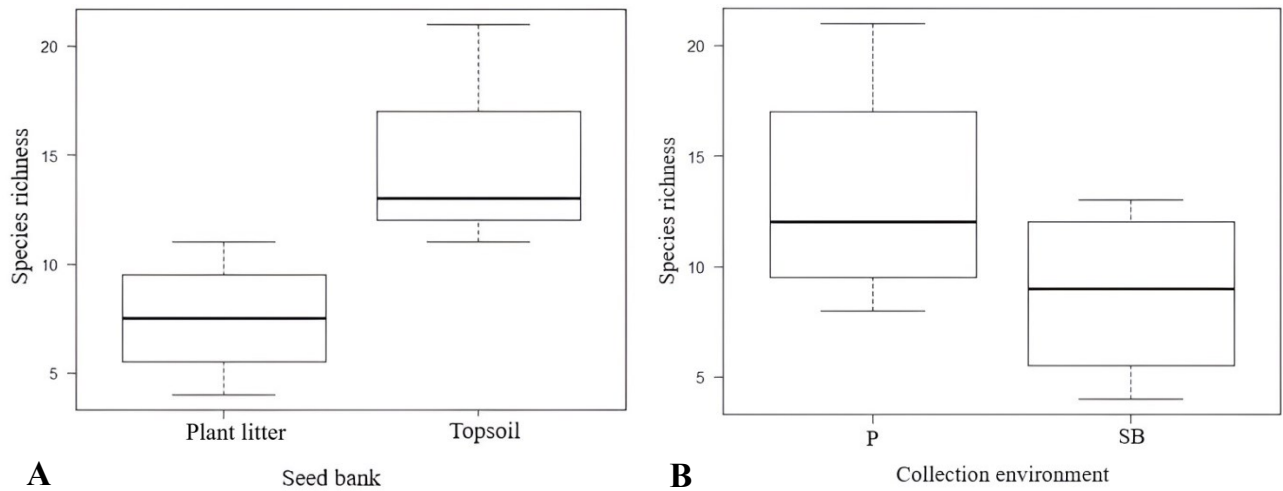 Species richness
20
15
10
5
Plant litter
Topsoil
Seed bank
A
Species richness
20
15
10
5
P
SB
Collection environment
B